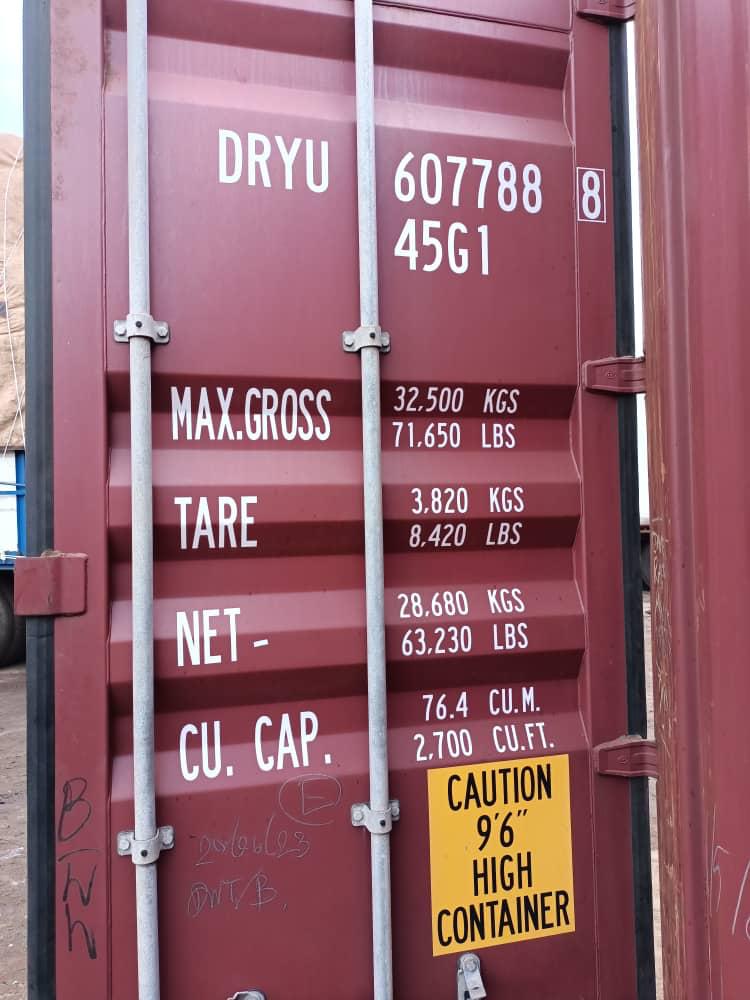 DRYU 607788 8
45G1
MAX.GROSS 32,500 KGS
71,650 LBS
TARE 3,820 KGS
8,420 LBS
NET- 28,680 KGS
63,230 LBS
CU. CAP. 76.4 CU.M.
2,700 CU.FT.
CAUTION
9'6"
HIGH
CONTAINER
E